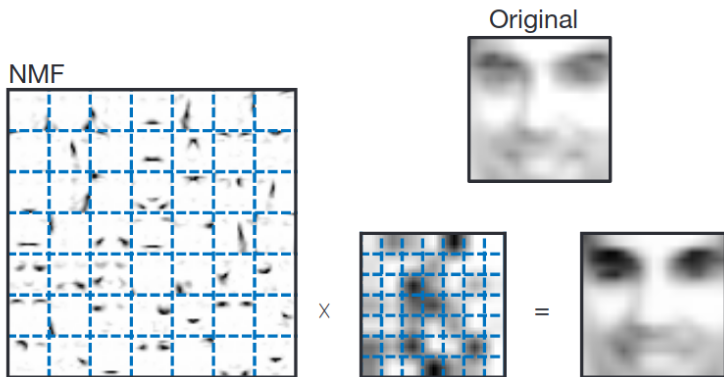 Original
NMF
× =